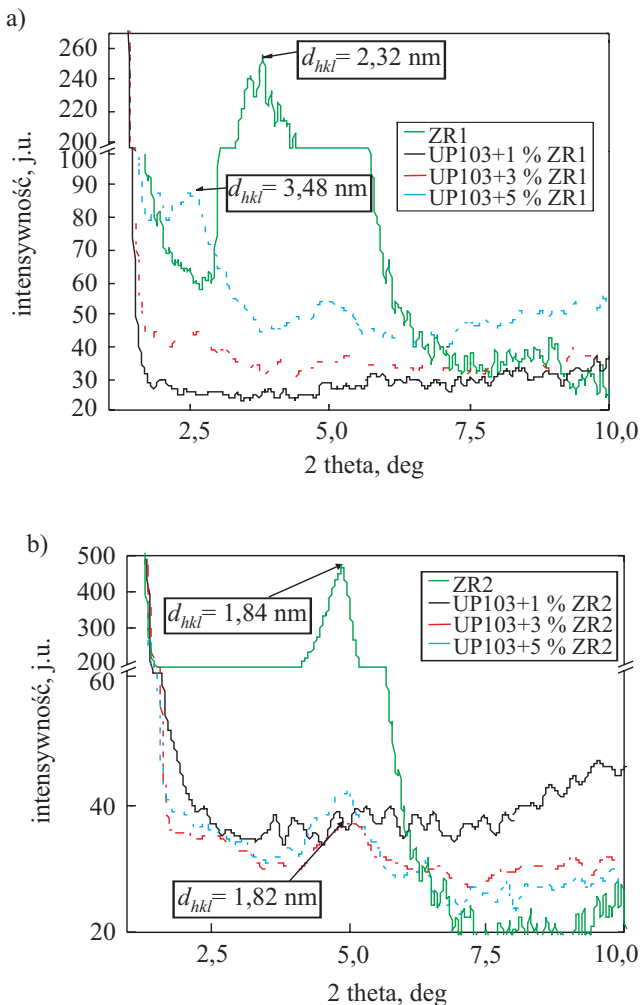 a)
260
240
220
200
100
90
80
70
60
50
40
30
20
intensywność, j.u.
d_hkl= 2,32 nm
d_hkl= 3,48 nm
ZR1
UP103+1 % ZR1
UP103+3 % ZR1
UP103+5 % ZR1
2,5
5,0
7,5
10,0
2 theta, deg
b)
500
400
300
200
60
40
20
intensywność, j.u.
d_hkl= 1,84 nm
d_hkl= 1,82 nm
ZR2
UP103+1 % ZR2
UP103+3 % ZR2
UP103+5 % ZR2
2,5
5,0
7,5
10,0
2 theta, deg